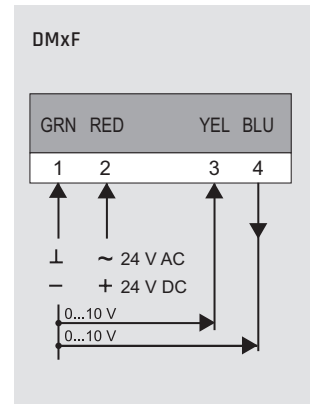 DMxF
GRN RED YEL BLU
1 2 3 4
⊥ ~ 24 V AC
− + 24 V DC
0...10 V
0...10 V